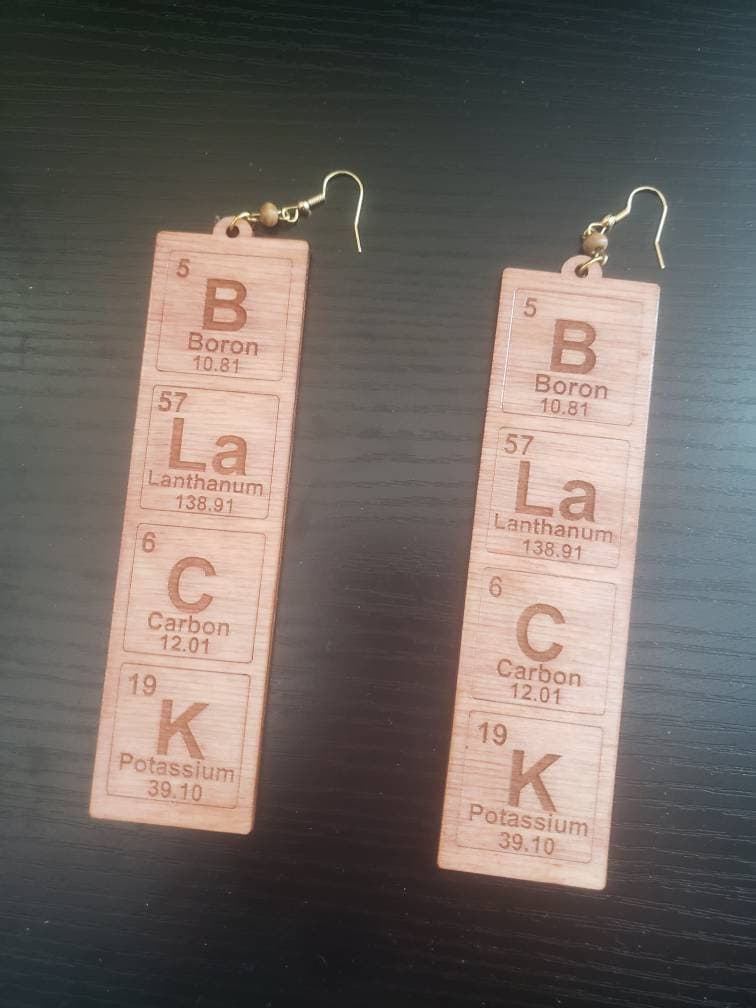 5
B
Boron
10.81
57
La
Lanthanum
138.91
6
C
Carbon
12.01
19
K
Potassium
39.10
5
B
Boron
10.81
57
La
Lanthanum
138.91
6
C
Carbon
12.01
19
K
Potassium
39.10